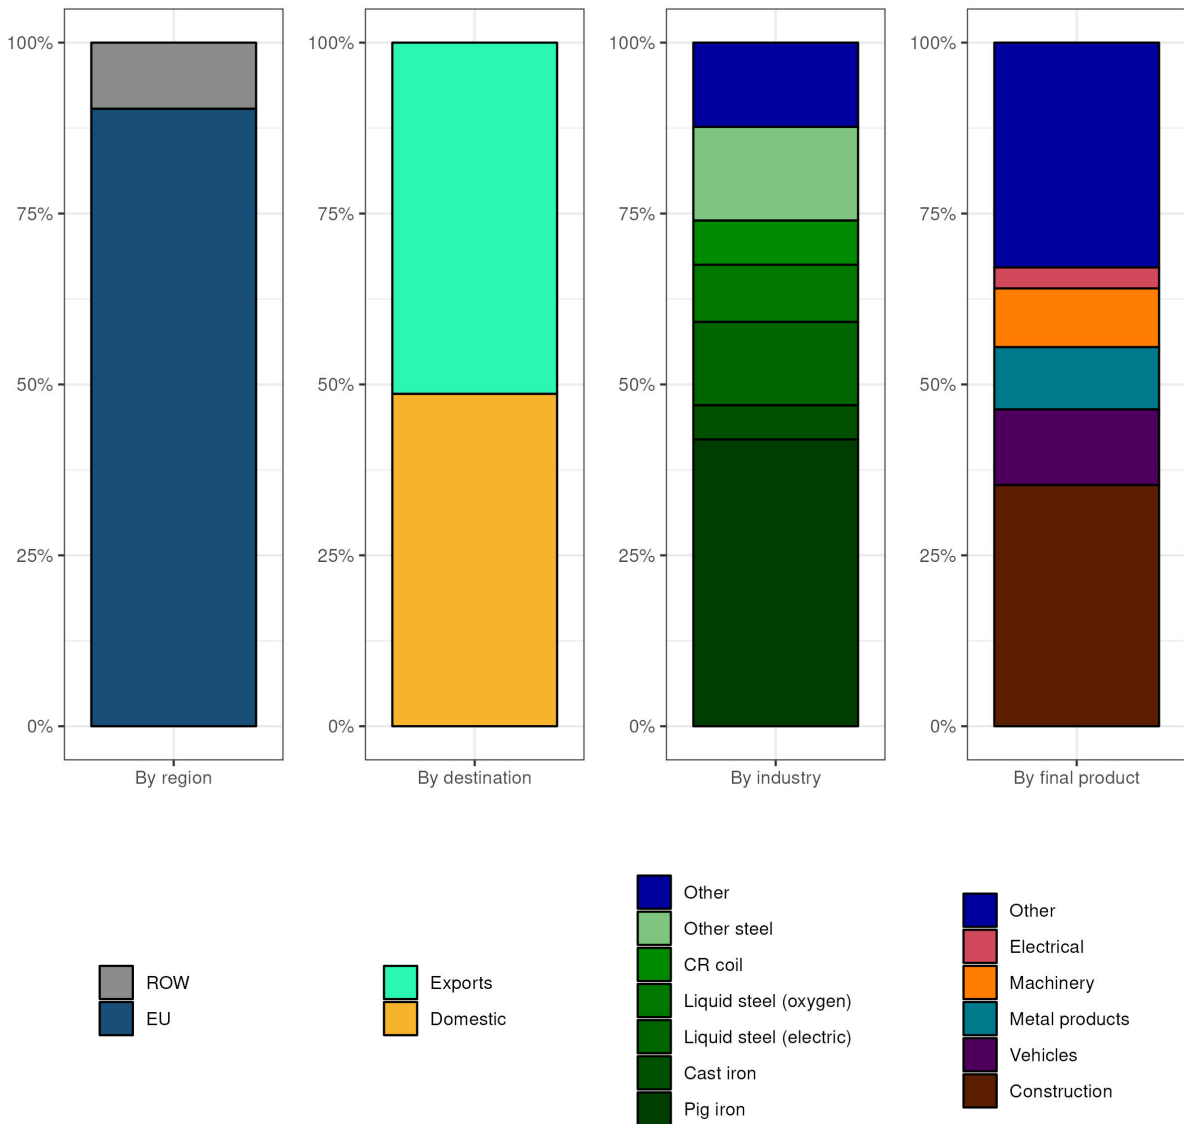 100%
75%
50%
25%
0%
By region
100%
75%
50%
25%
0%
By destination
100%
75%
50%
25%
0%
By industry
100%
75%
50%
25%
0%
By final product
ROW
EU
Exports
Domestic
Other
Other steel
CR coil
Liquid steel (oxygen)
Liquid steel (electric)
Cast iron
Pig iron
Other
Electrical
Machinery
Metal products
Vehicles
Construction